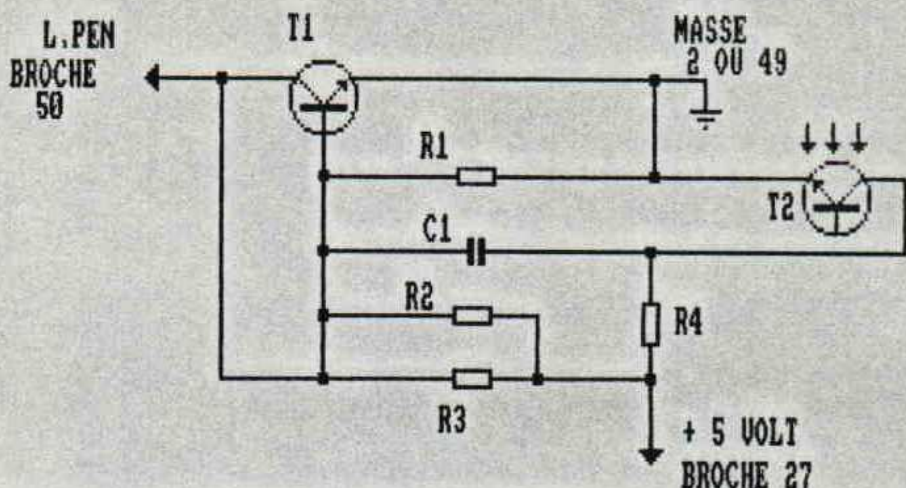 L.PEN
BROCHE
50
T1
MASSE
2 OU 49
R1
T2
C1
R2
R4
R3
+ 5 VOLT
BROCHE 27